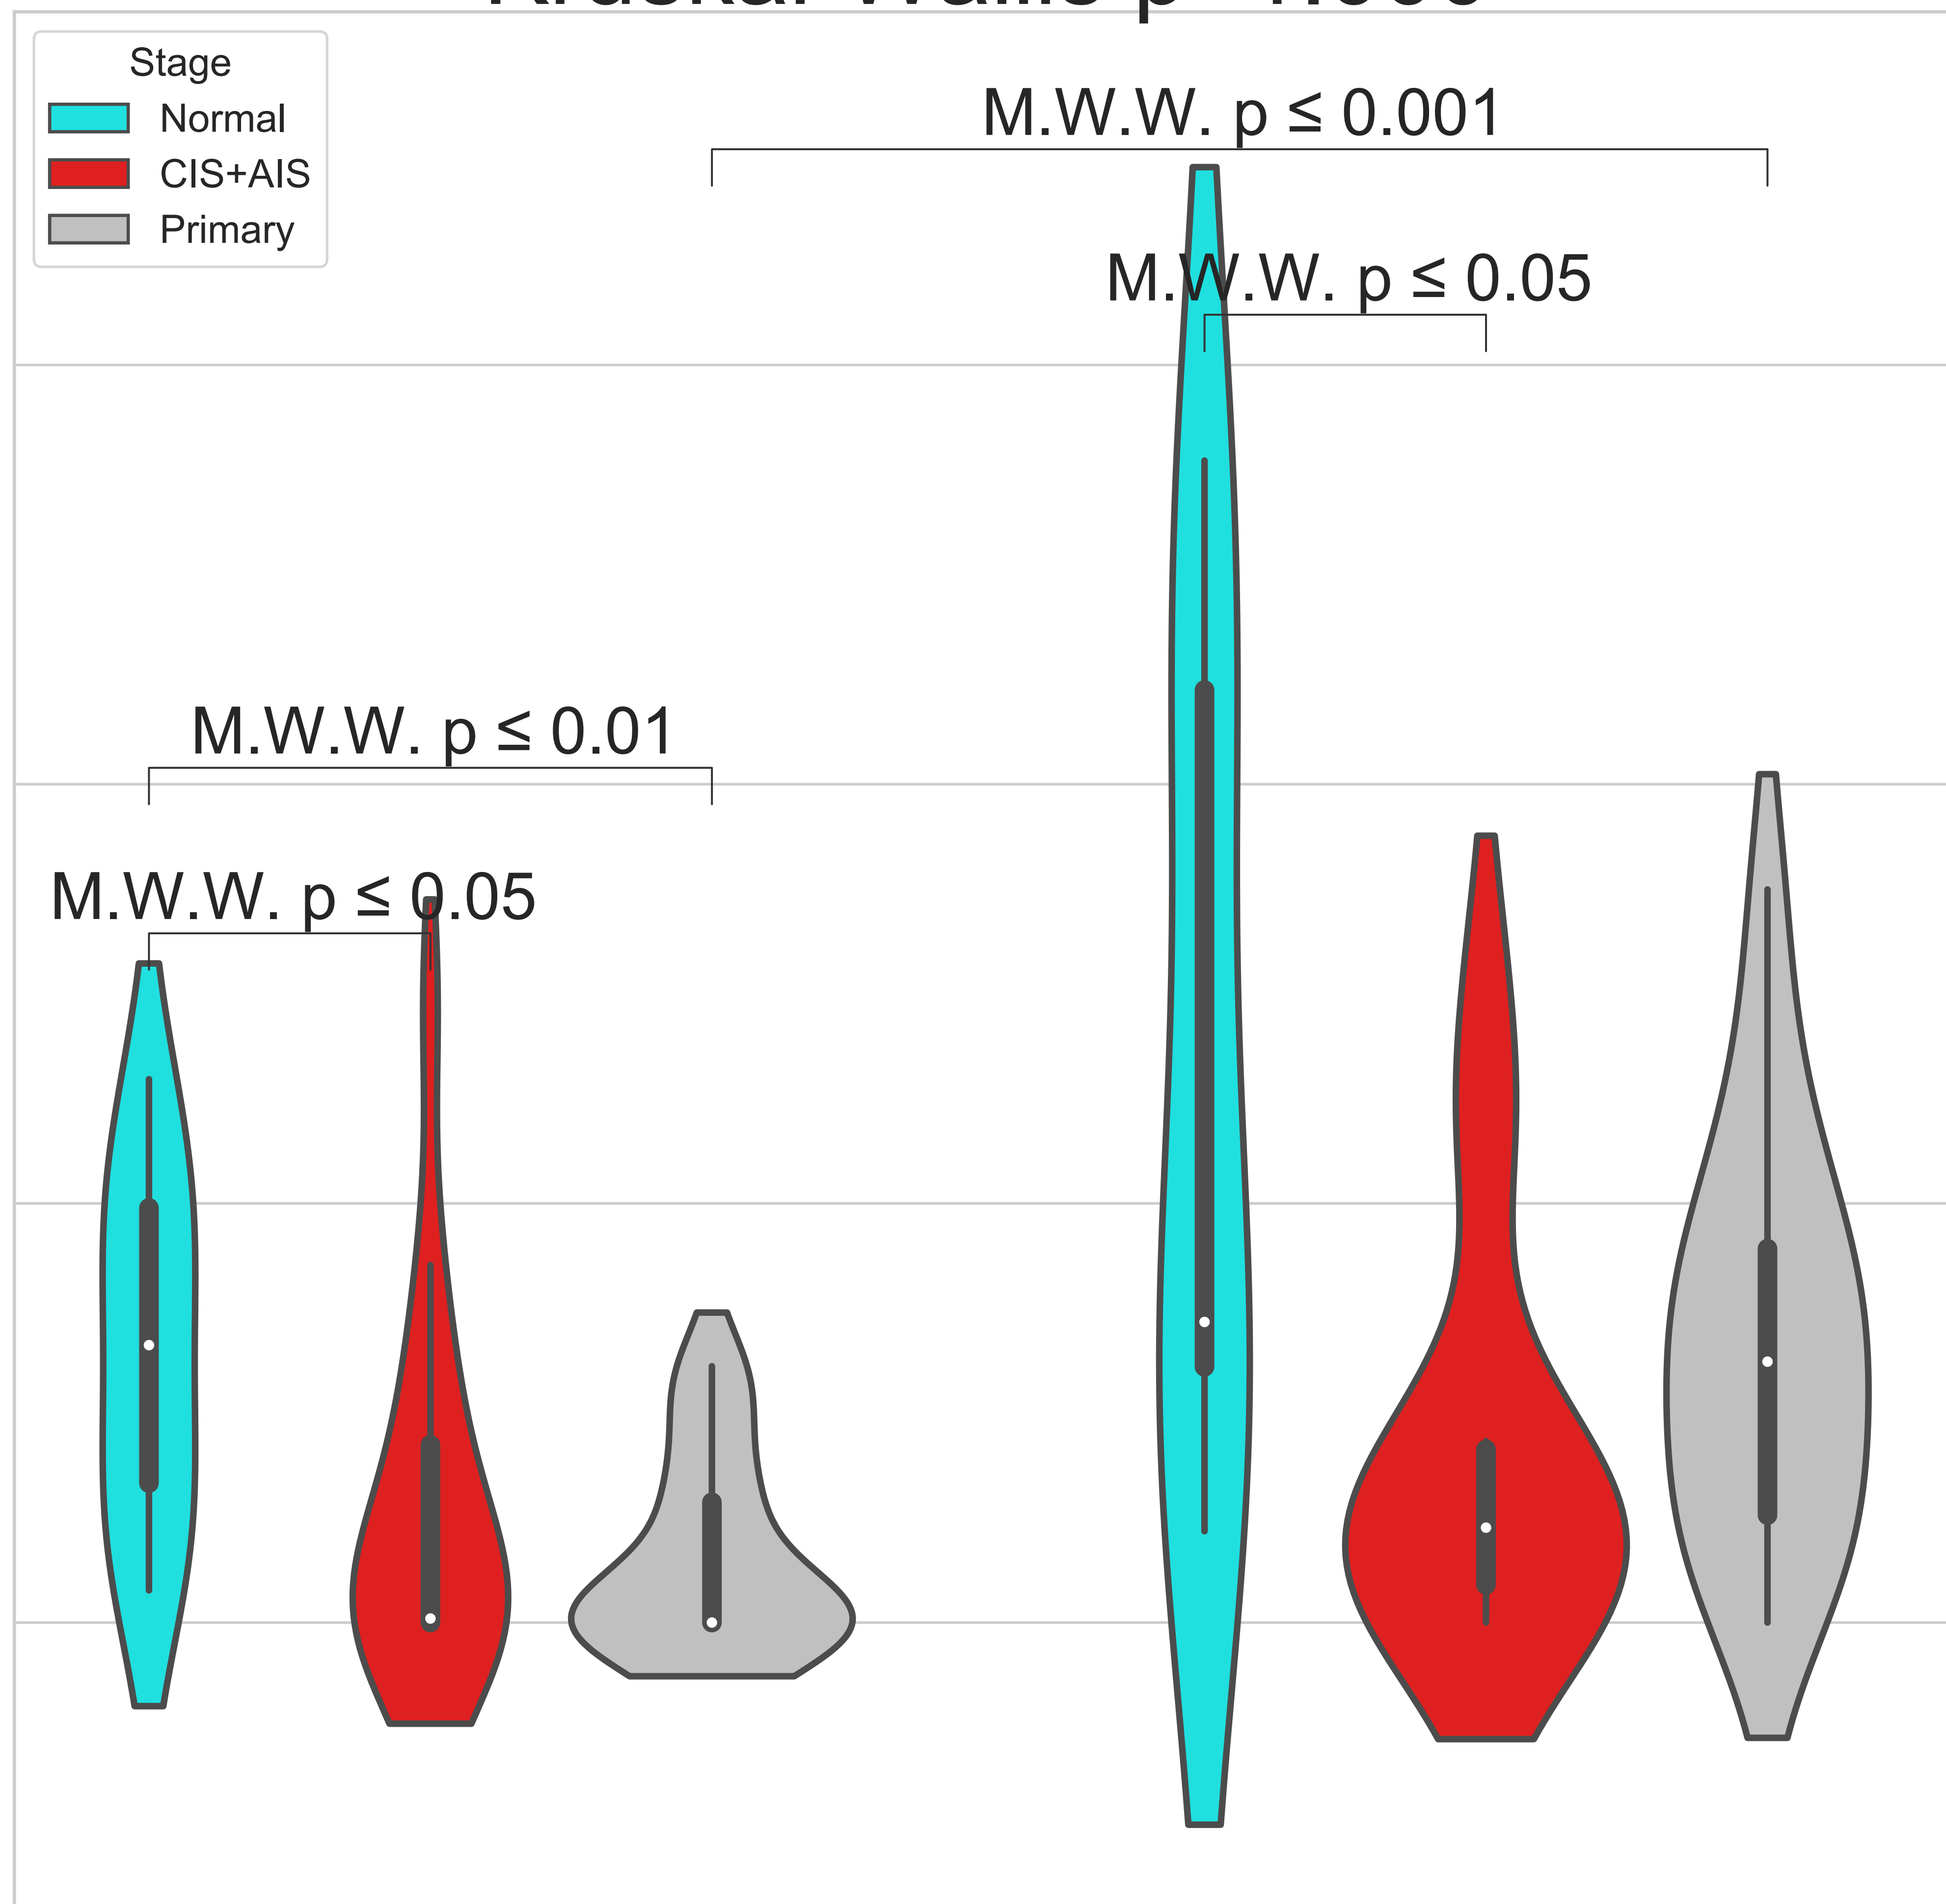 Stage
Normal
CIS+AIS
Primary
M.W.W. p ≤ 0.001
M.W.W. p ≤ 0.05
M.W.W. p ≤ 0.01
M.W.W. p ≤ 0.05